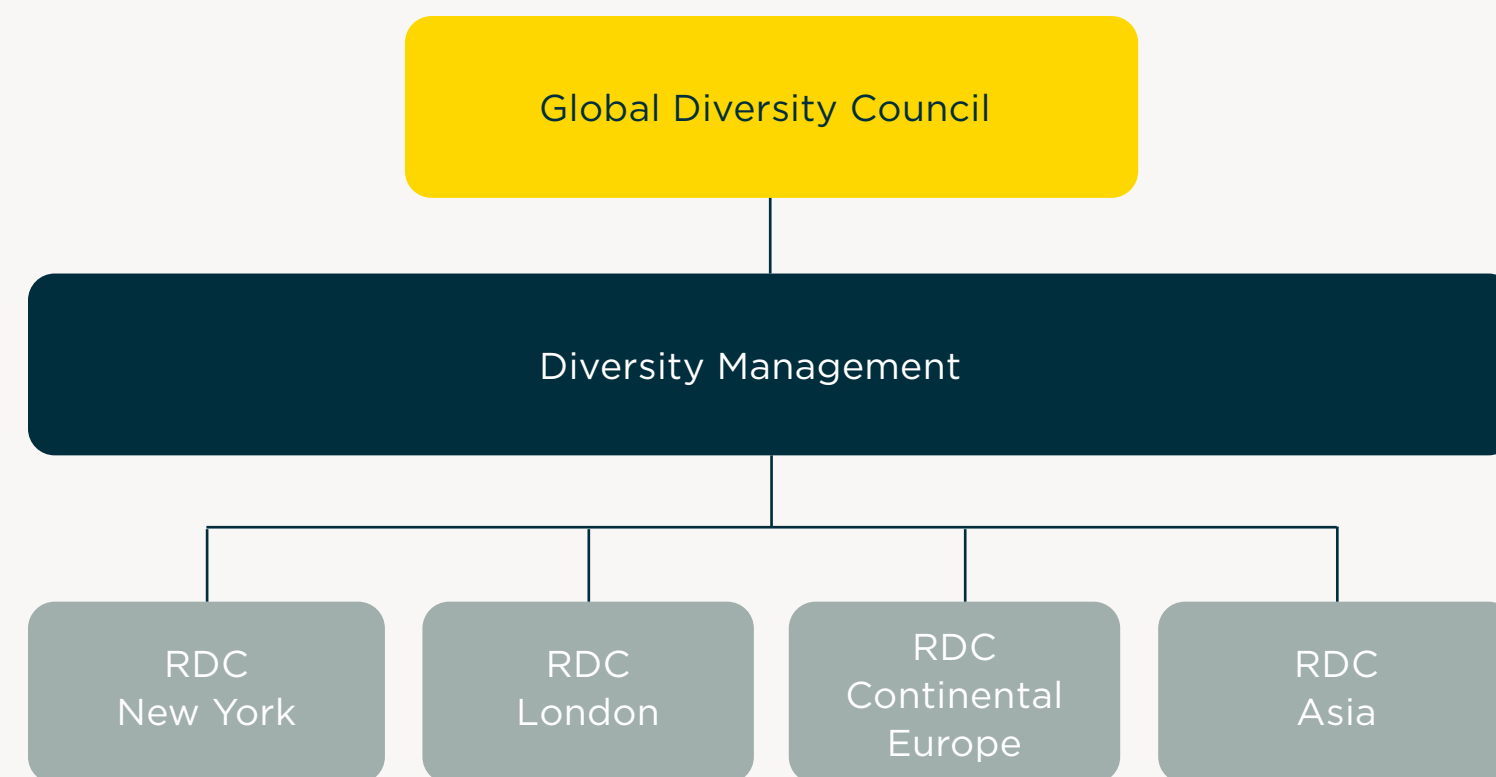 Global Diversity Council
Diversity Management
RDC
New York
RDC
London
RDC
Continental
Europe
RDC
Asia